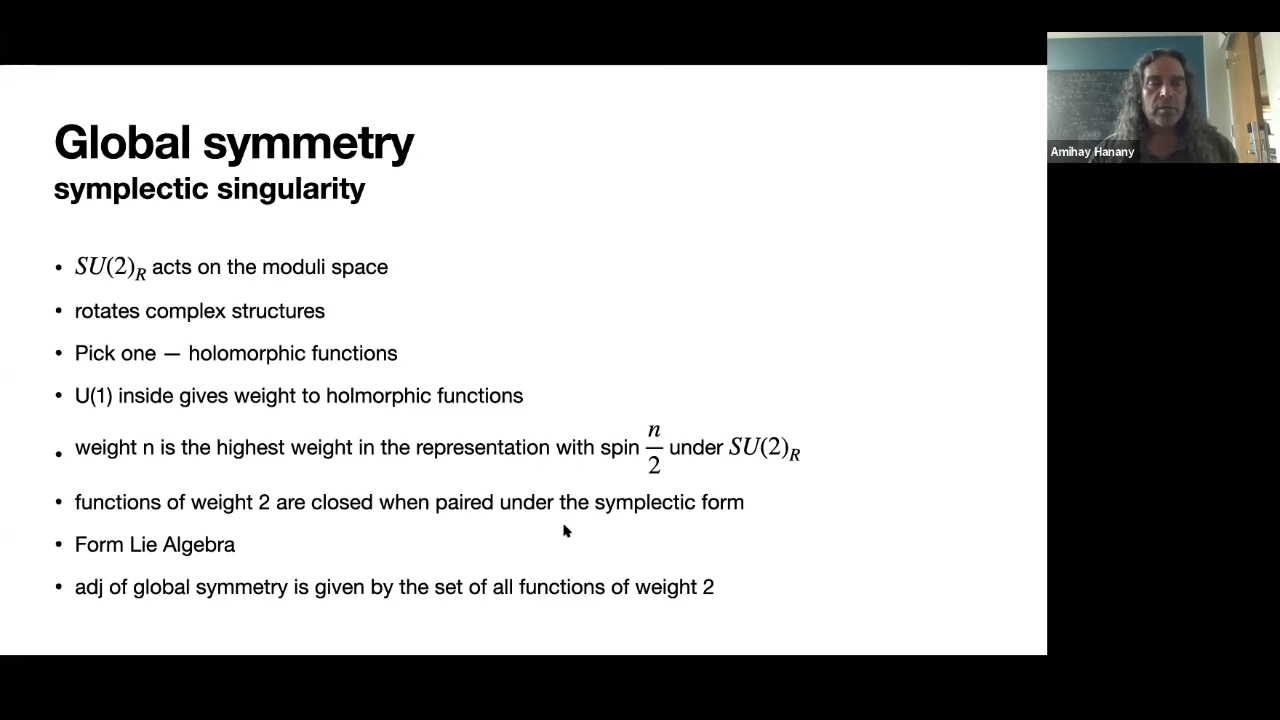 Global symmetry
symplectic singularity
• SU(2)_R acts on the moduli space
• rotates complex structures
• Pick one — holomorphic functions
• U(1) inside gives weight to holmorphic functions
• weight n is the highest weight in the representation with spin n/2 under SU(2)_R
• functions of weight 2 are closed when paired under the symplectic form
• Form Lie Algebra
• adj of global symmetry is given by the set of all functions of weight 2
Amihay Hanany